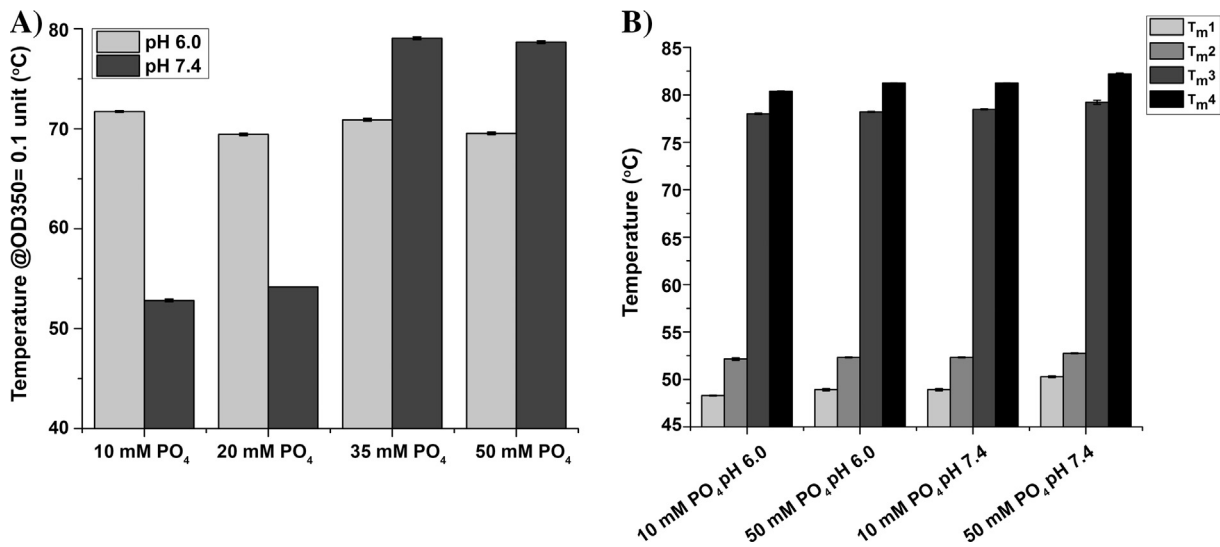 A)
Temperature @OD350= 0.1 unit (°C)
80
70
60
50
40
pH 6.0
pH 7.4
10 mM PO₄
20 mM PO₄
35 mM PO₄
50 mM PO₄
B)
Temperature (°C)
85
80
75
70
65
60
55
50
45
Tm1
Tm2
Tm3
Tm4
10 mM PO₄ pH 6.0
50 mM PO₄ pH 6.0
10 mM PO₄ pH 7.4
50 mM PO₄ pH 7.4